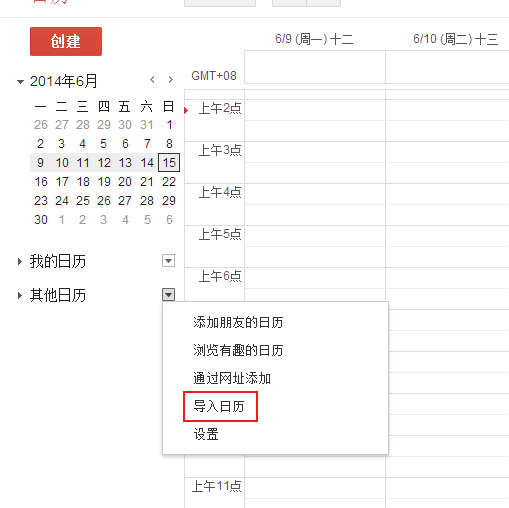 日历
创建
2014年6月
一 二 三 四 五 六 日
26 27 28 29 30 31 1
2 3 4 5 6 7 8
9 10 11 12 13 14 15
16 17 18 19 20 21 22
23 24 25 26 27 28 29
30 1 2 3 4 5 6
我的日历
其他日历
添加朋友的日历
浏览有趣的日历
通过网址添加
导入日历
设置
6/9 (周一) 十二
6/10 (周二) 十三
GMT+08
上午2点
上午3点
上午4点
上午5点
上午6点
上午11点